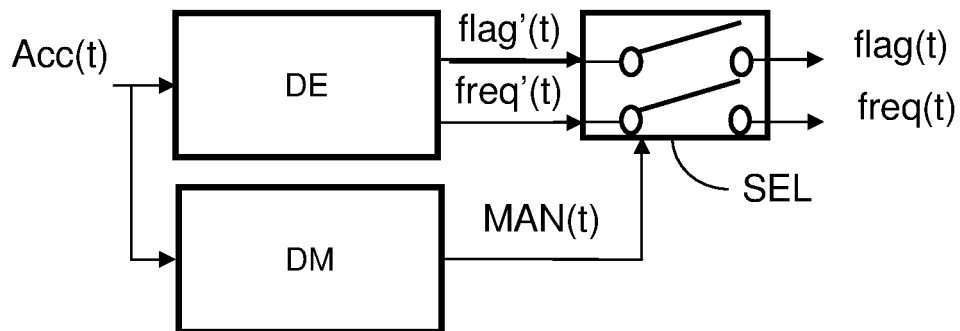 Acc(t)
DE
flag’(t)
freq’(t)
flag(t)
freq(t)
SEL
DM
MAN(t)